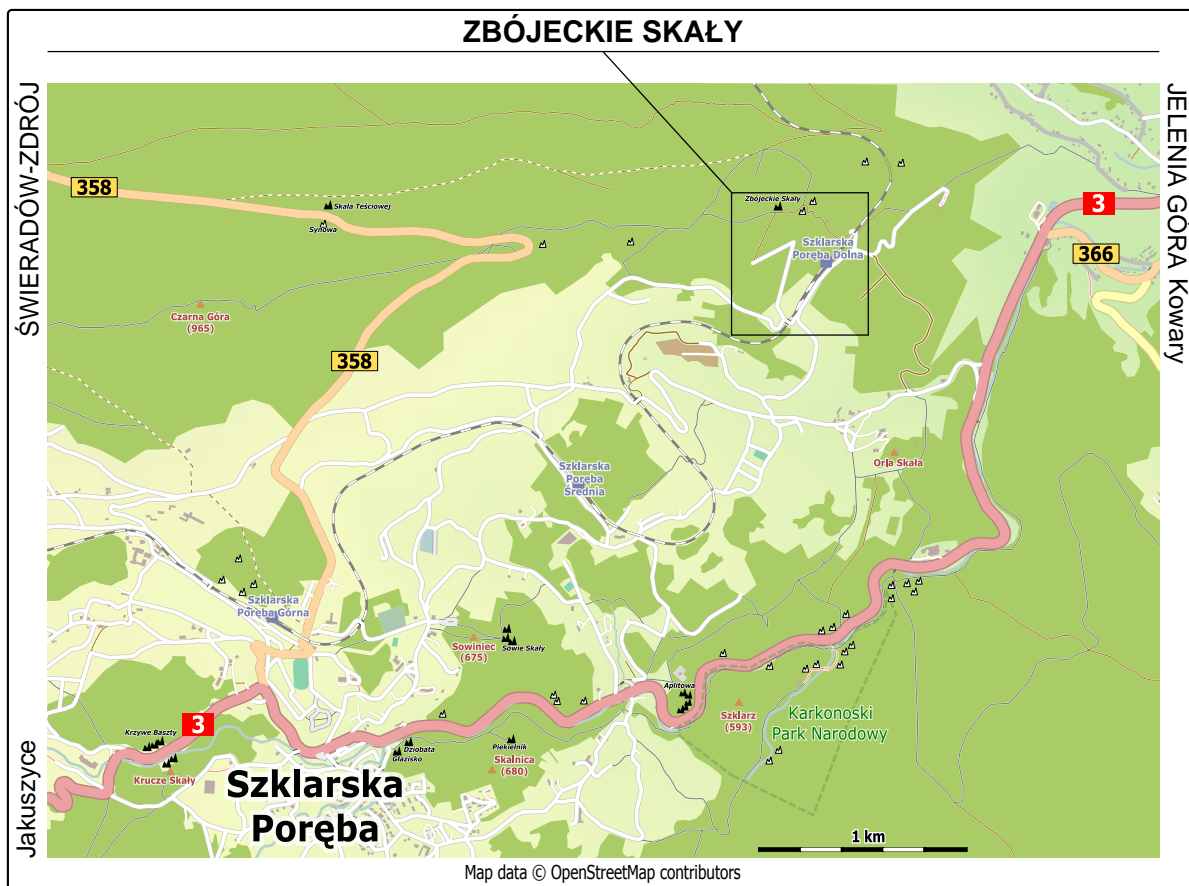 ZBÓJECKIE SKAŁY
ŚWIERADÓW-ZDRÓJ
JELENIA GÓRA Kowary
358
Skała Teściowej
Synowa
Zbójeckie Skały
3
Szklarska
Poręba Dolna
366
Czarna Góra
(965)
358
Szklarska
Poręba
Średnia
Orla Skała
Szklarska
Poręba Górna
Sowiniec
(675)
Sowie Skały
Aplitowa
Szklarz
(593)
Karkonoski
Park Narodowy
3
Krzywe Baszty
Krucze Skały
Dziobata
Głazisko
Piekielnik
Skalnica
(680)
Szklarska
Poręba
Jakuszyce
1 km
Map data © OpenStreetMap contributors